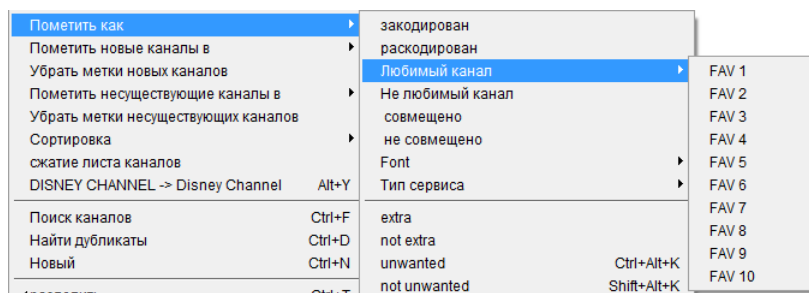 Пометить как
Пометить новые каналы в
Убрать метки новых каналов
Пометить несуществующие каналы в
Убрать метки несуществующих каналов
Сортировка
сжатие листа каналов
DISNEY CHANNEL -> Disney Channel Alt+Y
Поиск каналов Ctrl+F
Найти дубликаты Ctrl+D
Новый Ctrl+N
закодирован
раскодирован
Любимый канал
Не любимый канал
совмещено
не совмещено
Font
Тип сервиса
extra
not extra
unwanted Ctrl+Alt+K
not unwanted Shift+Alt+K
FAV 1
FAV 2
FAV 3
FAV 4
FAV 5
FAV 6
FAV 7
FAV 8
FAV 9
FAV 10